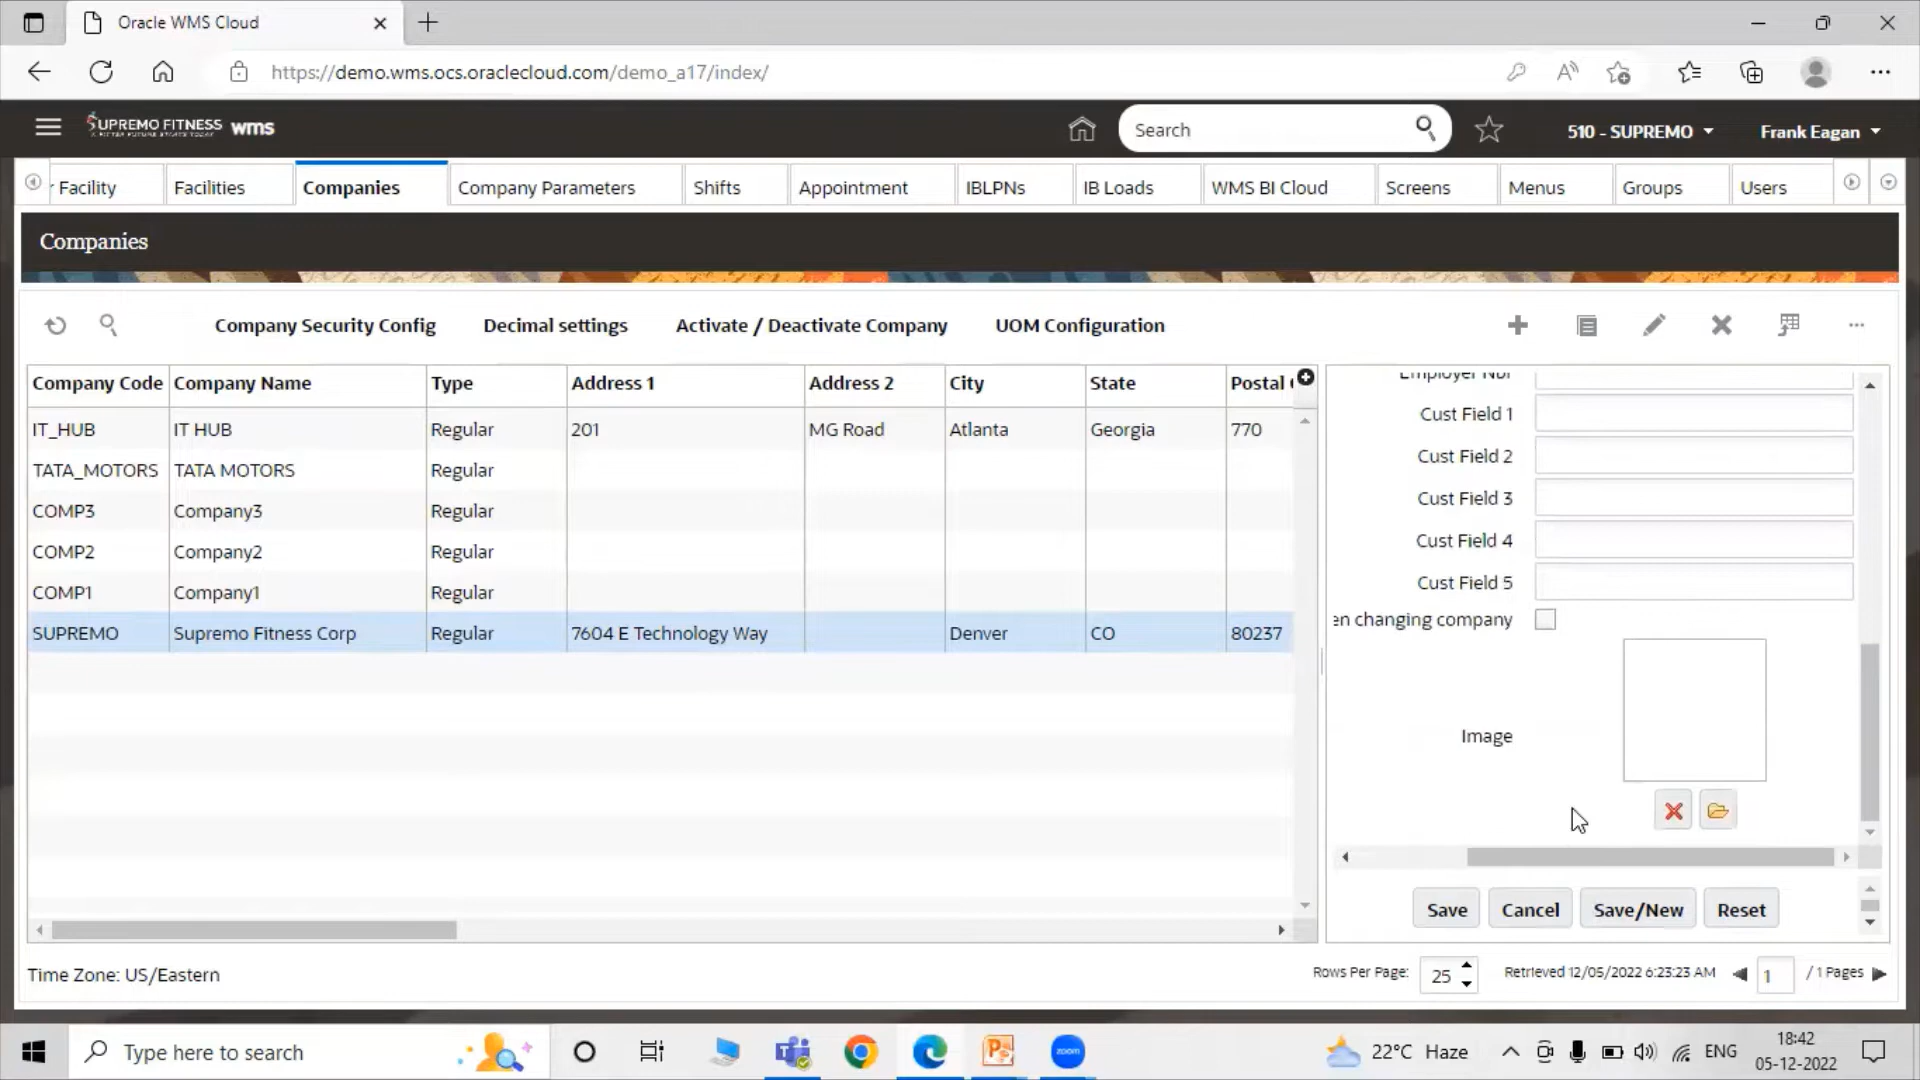 Oracle WMS Cloud
https://demo.wms.ocs.oraclecloud.com/demo_a17/index/
SUPREMO FITNESS wms
Search
510 - SUPREMO
Frank Eagan
Facility
Facilities
Companies
Company Parameters
Shifts
Appointment
IBLPNs
IB Loads
WMS BI Cloud
Screens
Menus
Groups
Users
Companies
Company Security Config
Decimal settings
Activate / Deactivate Company
UOM Configuration
Company Code Company Name Type Address 1 Address 2 City State Postal
IT_HUB IT HUB Regular 201 MG Road Atlanta Georgia 770
TATA_MOTORS TATA MOTORS Regular
COMP3 Company3 Regular
COMP2 Company2 Regular
COMP1 Company1 Regular
SUPREMO Supremo Fitness Corp Regular 7604 E Technology Way Denver CO 80237
Employer Nbr
Cust Field 1
Cust Field 2
Cust Field 3
Cust Field 4
Cust Field 5
en changing company
Image
Save
Cancel
Save/New
Reset
Time Zone: US/Eastern
Rows Per Page: 25
Retrieved 12/05/2022 6:23:23 AM
1 / 1 Pages
Type here to search
zoom
22°C Haze
ENG
18:42
05-12-2022